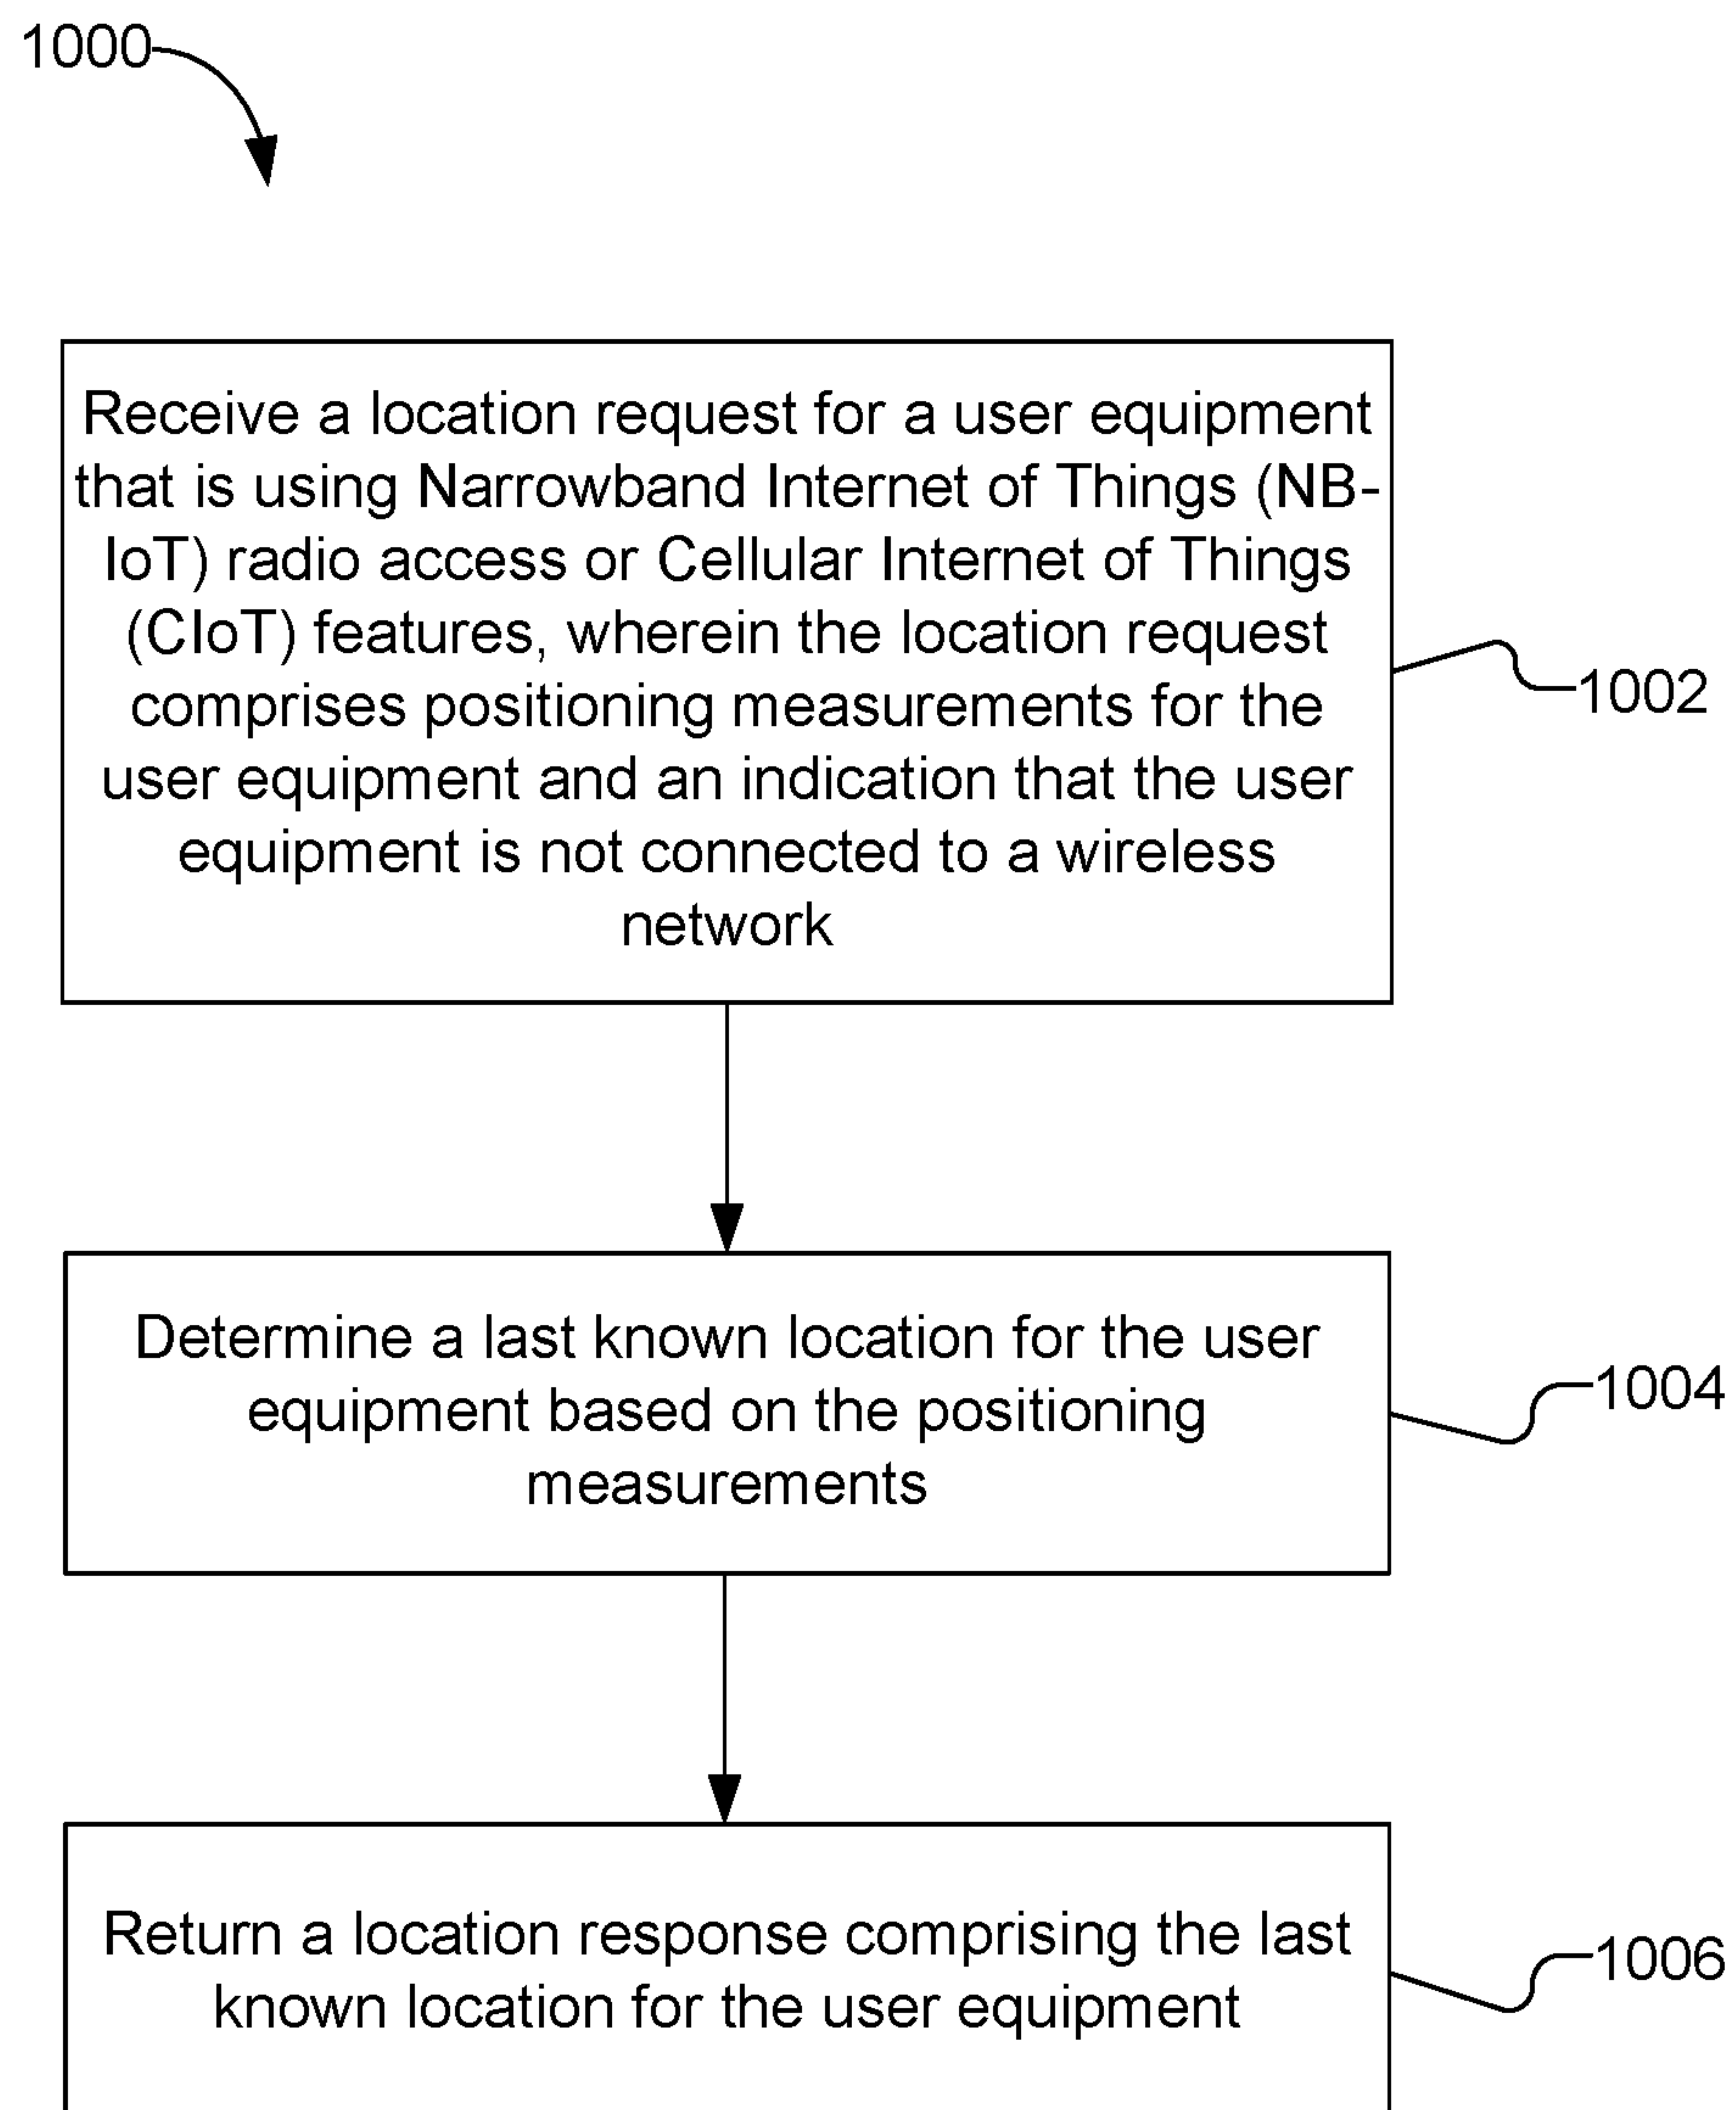 1000
Receive a location request for a user equipment
that is using Narrowband Internet of Things (NB-
IoT) radio access or Cellular Internet of Things
(CIoT) features, wherein the location request
comprises positioning measurements for the
user equipment and an indication that the user
equipment is not connected to a wireless
network
1002
Determine a last known location for the user
equipment based on the positioning
measurements
1004
Return a location response comprising the last
known location for the user equipment
1006